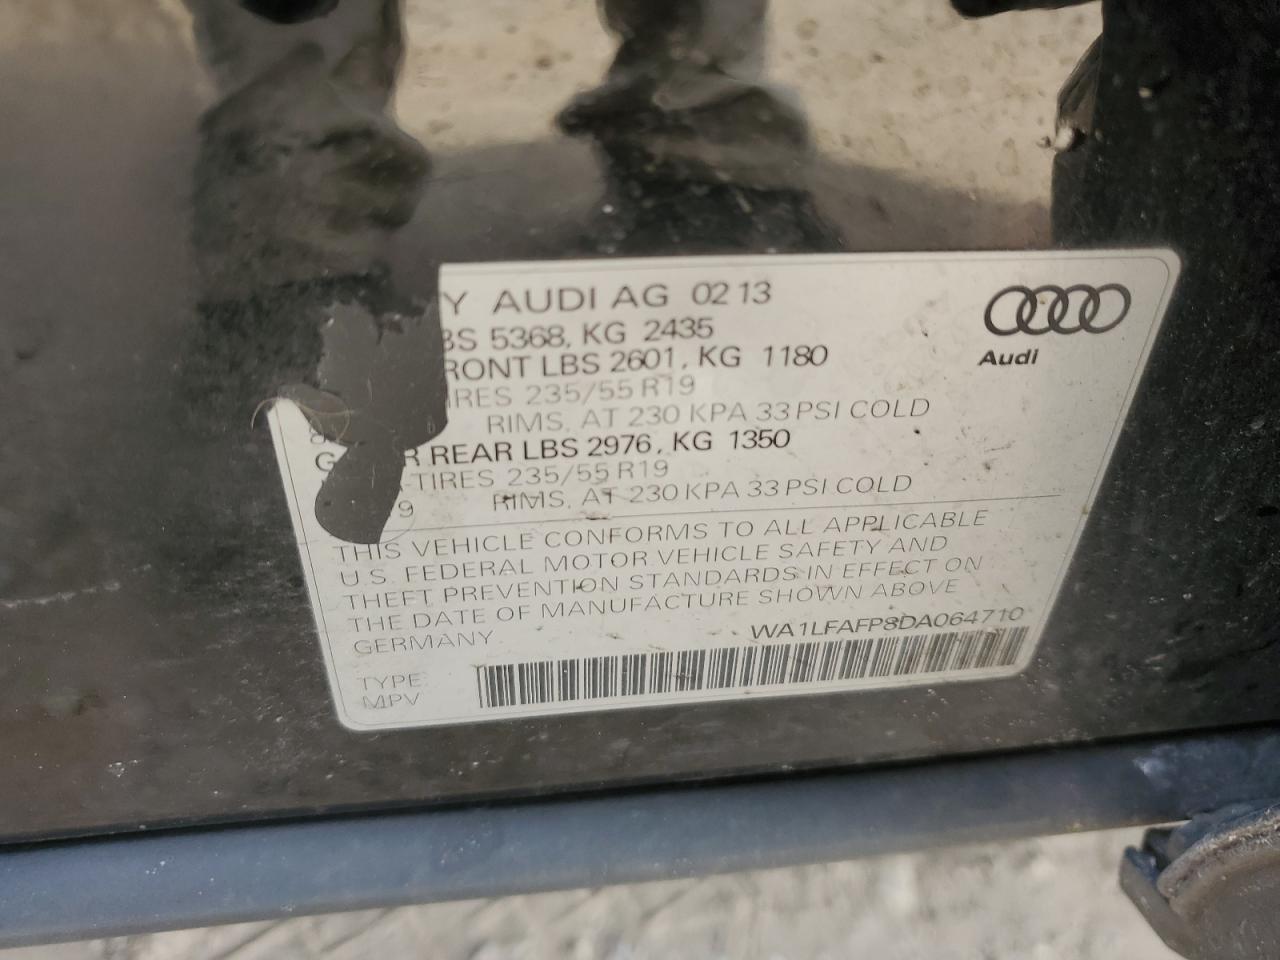 Y AUDI AG 02 13
BS 5368, KG 2435
RONT LBS 2601, KG 1180
IRES 235/55 R19
RIMS, AT 230 KPA 33 PSI COLD
G R REAR LBS 2976, KG 1350
TIRES 235/55 R19
9 RIMS, AT 230 KPA 33 PSI COLD
Audi
THIS VEHICLE CONFORMS TO ALL APPLICABLE
U.S. FEDERAL MOTOR VEHICLE SAFETY AND
THEFT PREVENTION STANDARDS IN EFFECT ON
THE DATE OF MANUFACTURE SHOWN ABOVE
GERMANY
WA1LFAFP8DA064710
TYPE:
MPV